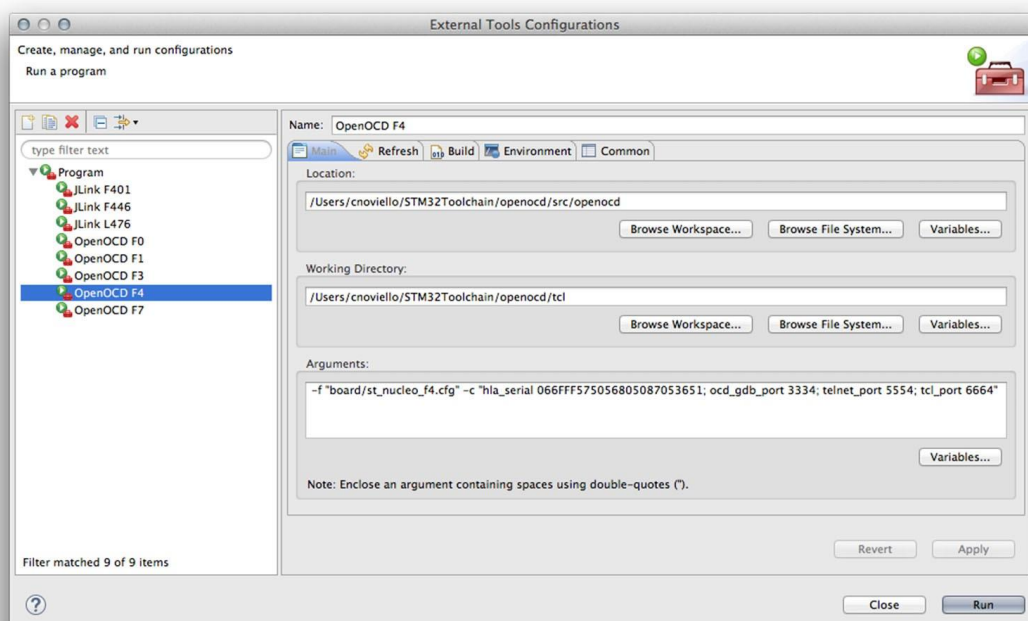 External Tools Configurations
Create, manage, and run configurations
Run a program
Name: OpenOCD F4
type filter text
Main Refresh Build Environment Common
Program
JLink F401
JLink F446
JLink L476
OpenOCD F0
OpenOCD F1
OpenOCD F3
OpenOCD F4
OpenOCD F7
Filter matched 9 of 9 items
Location:
/Users/cnoviello/STM32Toolchain/openocd/src/openocd
Browse Workspace... Browse File System... Variables...
Working Directory:
/Users/cnoviello/STM32Toolchain/openocd/tcl
Browse Workspace... Browse File System... Variables...
Arguments:
-f "board/st_nucleo_f4.cfg" -c "hla_serial 066FFF575056805087053651; ocd_gdb_port 3334; telnet_port 5554; tcl_port 6664"
Variables...
Note: Enclose an argument containing spaces using double-quotes (").
Revert Apply
? Close Run